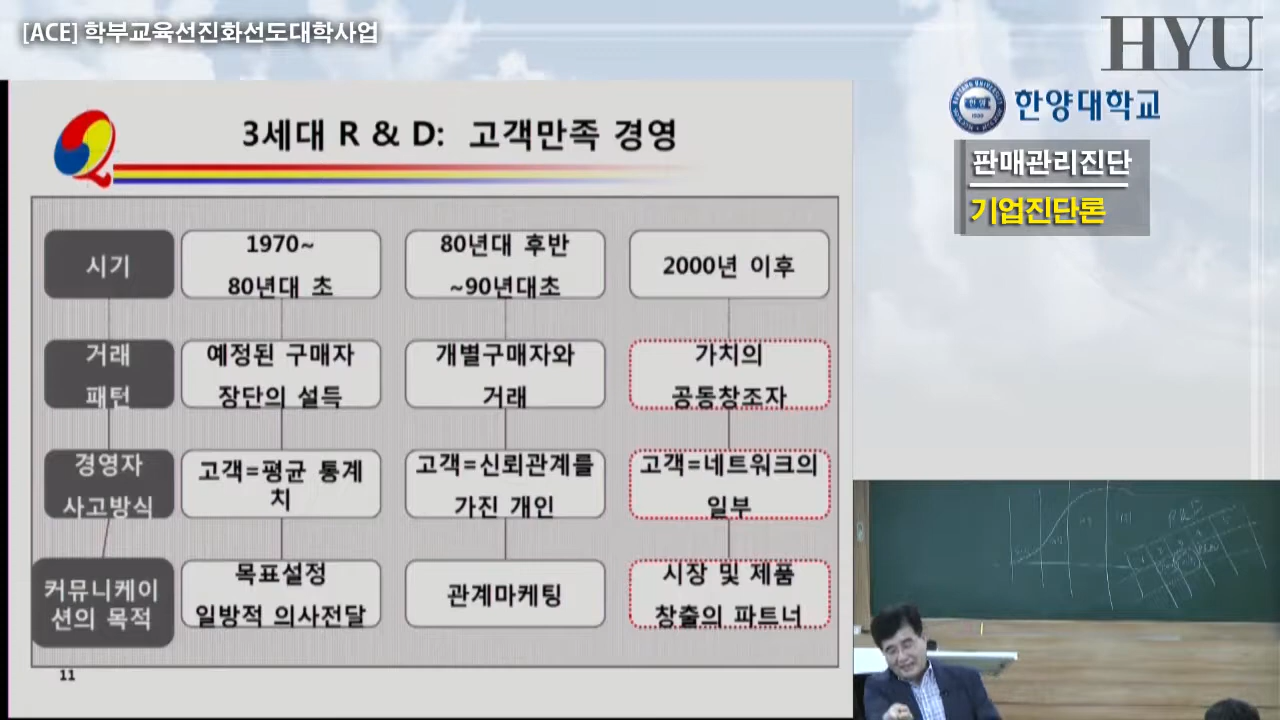 [ACE] 학부교육선진화선도대학사업
HYU
한양대학교
판매관리진단
기업진단론
3세대 R & D: 고객만족 경영
시기
1970~
80년대 초
80년대 후반
~90년대초
2000년 이후
거래
패턴
예정된 구매자
장단의 설득
개별구매자와
거래
가치의
공동창조자
경영자
사고방식
고객=평균 통계
치
고객=신뢰관계를
가진 개인
고객=네트워크의
일부
커뮤니케이
션의 목적
목표설정
일방적 의사전달
관계마케팅
시장 및 제품
창출의 파트너
11